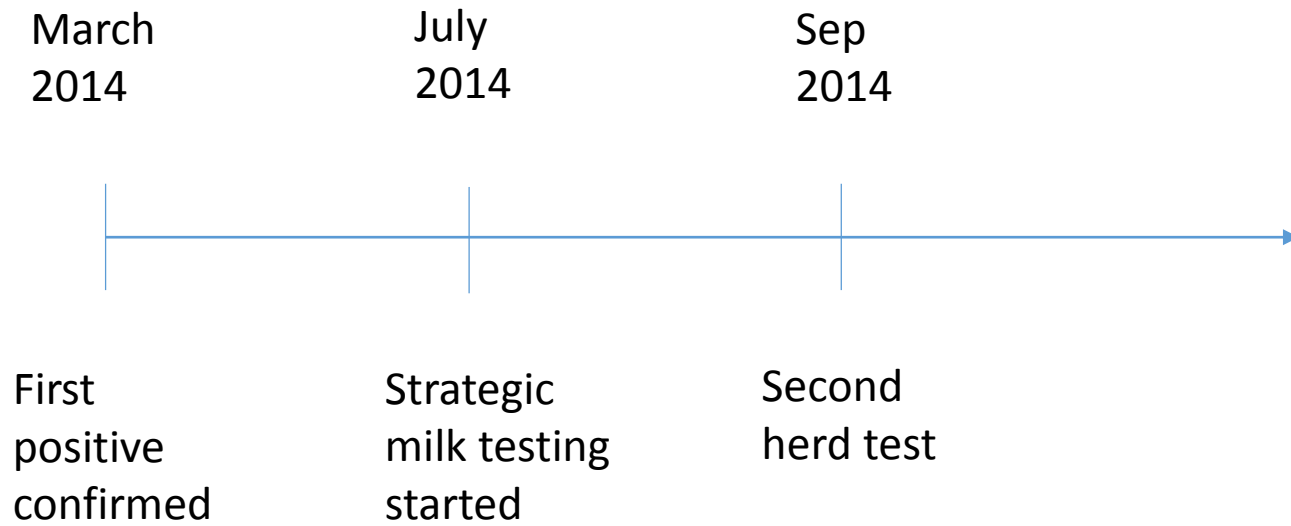 March
2014
July
2014
Sep
2014
First
positive
confirmed
Strategic
milk testing
started
Second
herd test